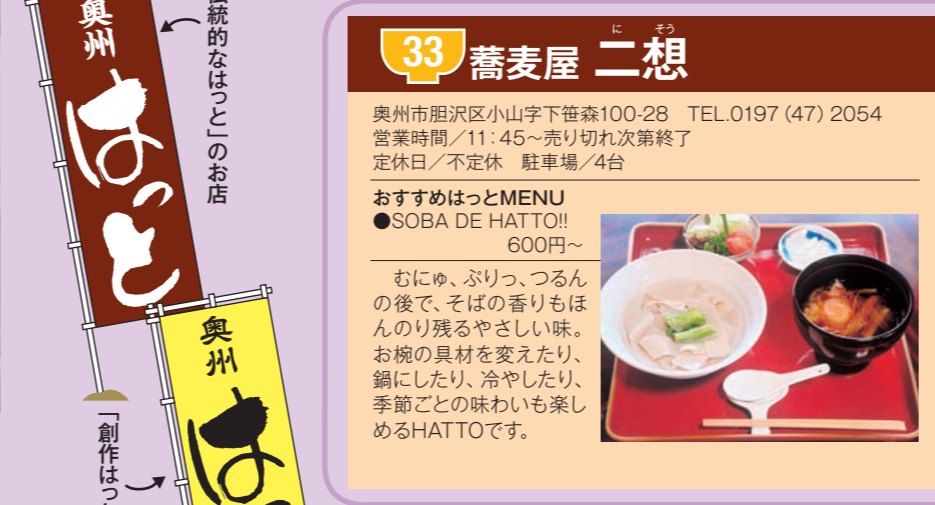 奥州
はっと
統的なはっと」のお店
奥州
はっ
「創作はっ
33
蕎麦屋 二想
に そう
奥州市胆沢区小山字下笹森100-28 TEL.0197（47）2054
営業時間／11：45～売り切れ次第終了
定休日／不定休 駐車場／4台
おすすめはっとMENU
●SOBA DE HATTO!!
600円～
むにゅ、ぷりっ、つるん
の後で、そばの香りもほ
んのり残るやさしい味。
お椀の具材を変えたり、
鍋にしたり、冷やしたり、
季節ごとの味わいも楽し
めるHATTOです。